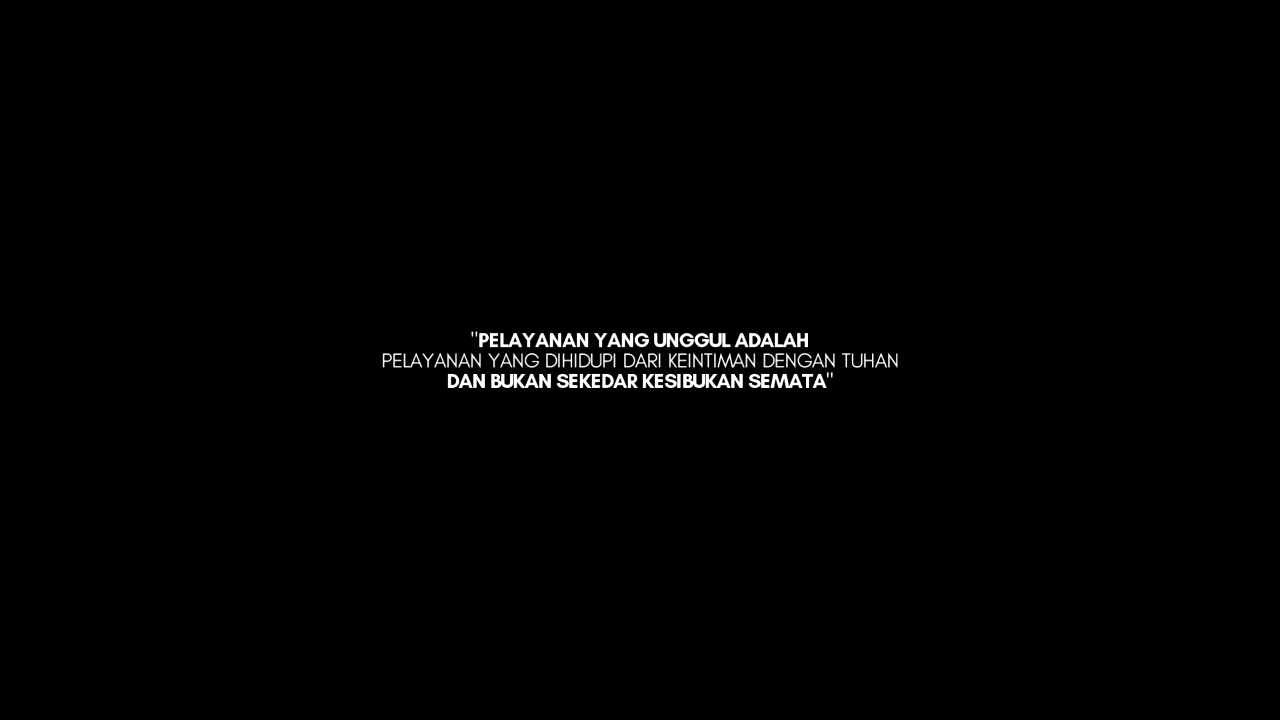 "PELAYANAN YANG UNGGUL ADALAH
PELAYANAN YANG DIHIDUPI DARI KEINTIMAN DENGAN TUHAN
DAN BUKAN SEKEDAR KESIBUKAN SEMATA"